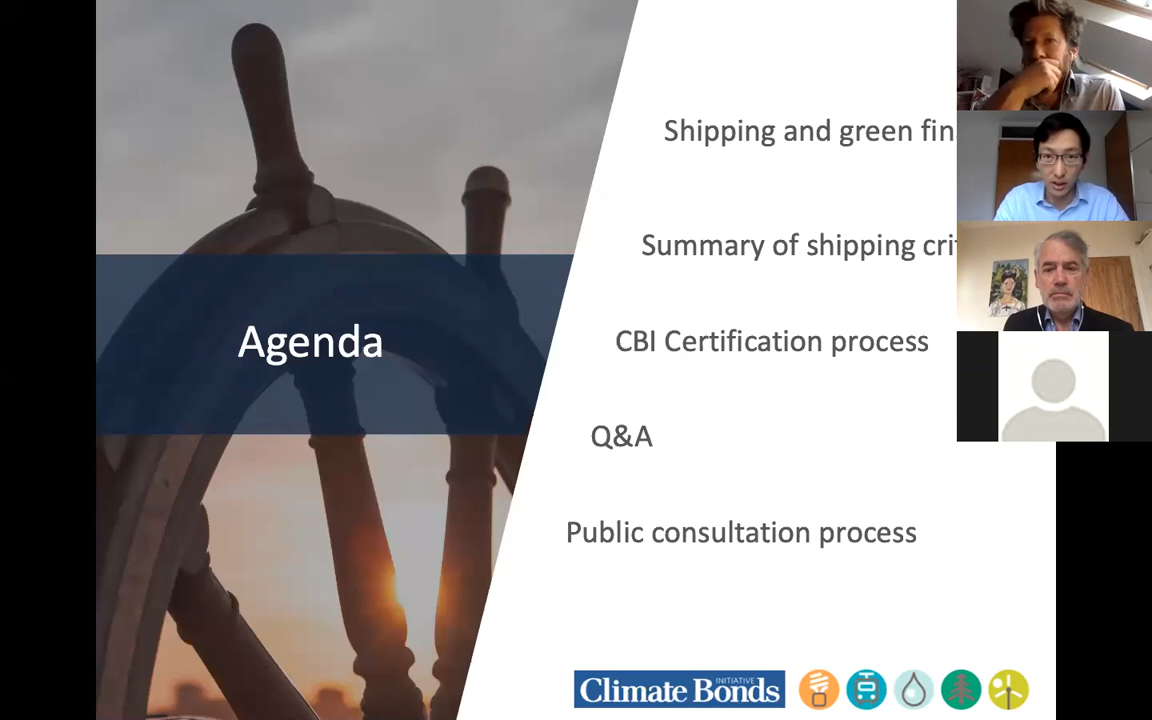 Agenda
Shipping and green fin
Summary of shipping cri
CBI Certification process
Q&A
Public consultation process
Climate Bonds INITIATIVE